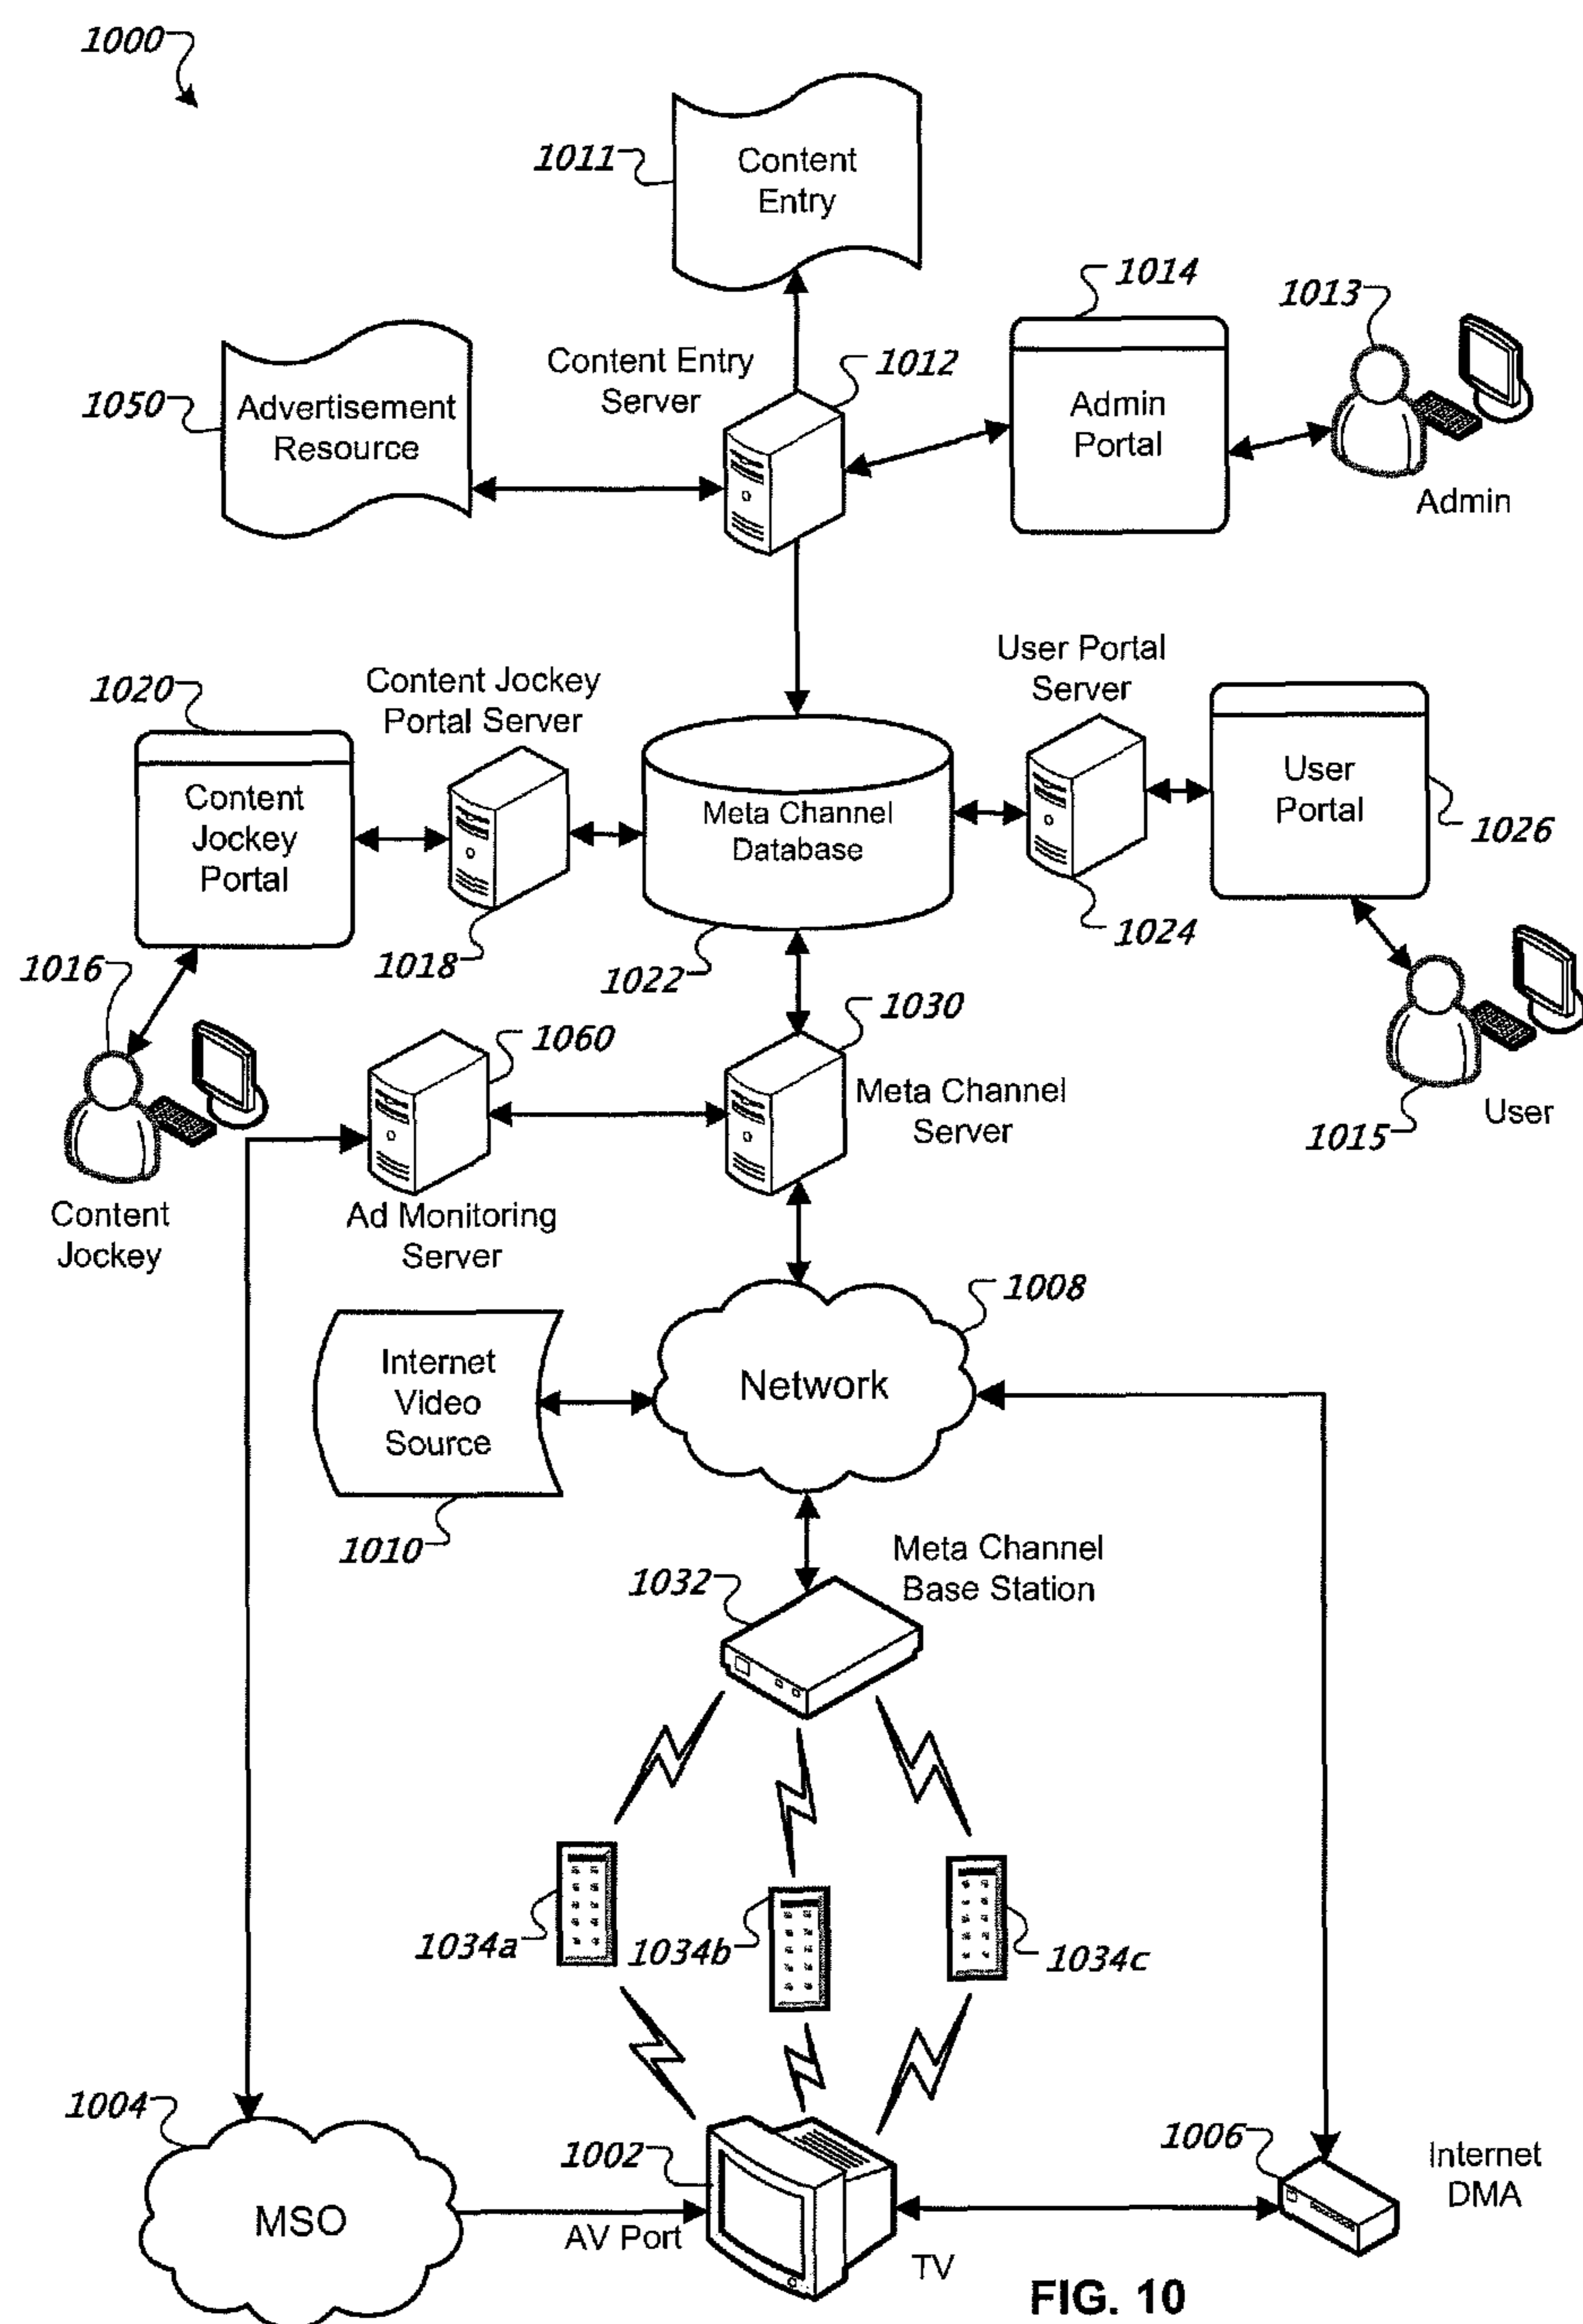 1000
1011
Content
Entry
1014
1013
Content Entry
Server
1012
1050
Advertisement
Resource
Admin
Portal
Admin
User Portal
Server
1020
Content Jockey
Portal Server
Content
Jockey
Portal
Meta Channel
Database
User
Portal
1026
1016
1018
1022
1024
1030
1060
Meta Channel
Server
1015
User
Content
Jockey
Ad Monitoring
Server
1008
Internet
Video
Source
Network
1010
Meta Channel
Base Station
1032
1034a
1034b
1034c
1004
1002
1006
Internet
DMA
MSO
AV Port
TV
FIG. 10